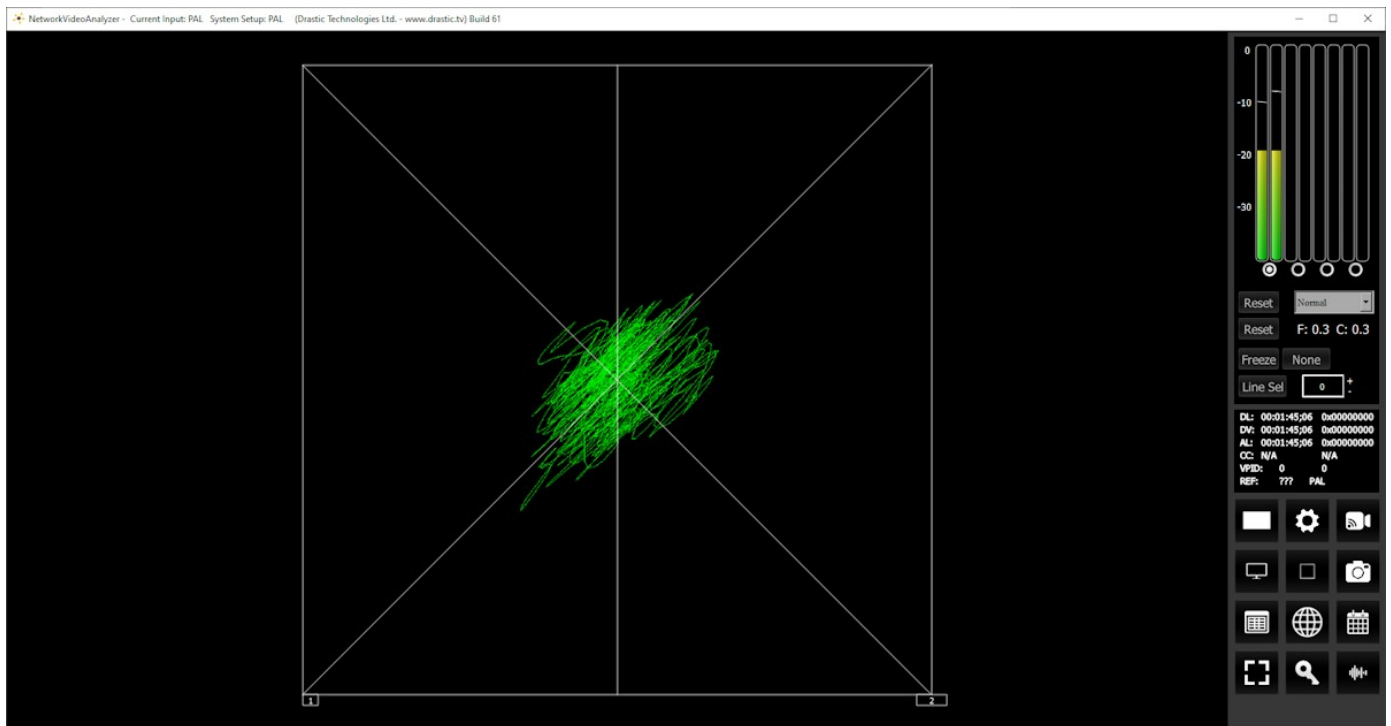 NetworkVideoAnalyzer - Current Input: PAL System Setup: PAL (Drastic Technologies Ltd. - www.drastic.tv) Build 61
0
-10
-20
-30
Reset Normal
Reset F: 0.3 C: 0.3
Freeze None
Line Sel 0 + -
DL: 00:01:45;06 0x00000000
DV: 00:01:45;06 0x00000000
AL: 00:01:45;06 0x00000000
CC: N/A N/A
VPID: 0 0
REF: ??? PAL
1 2